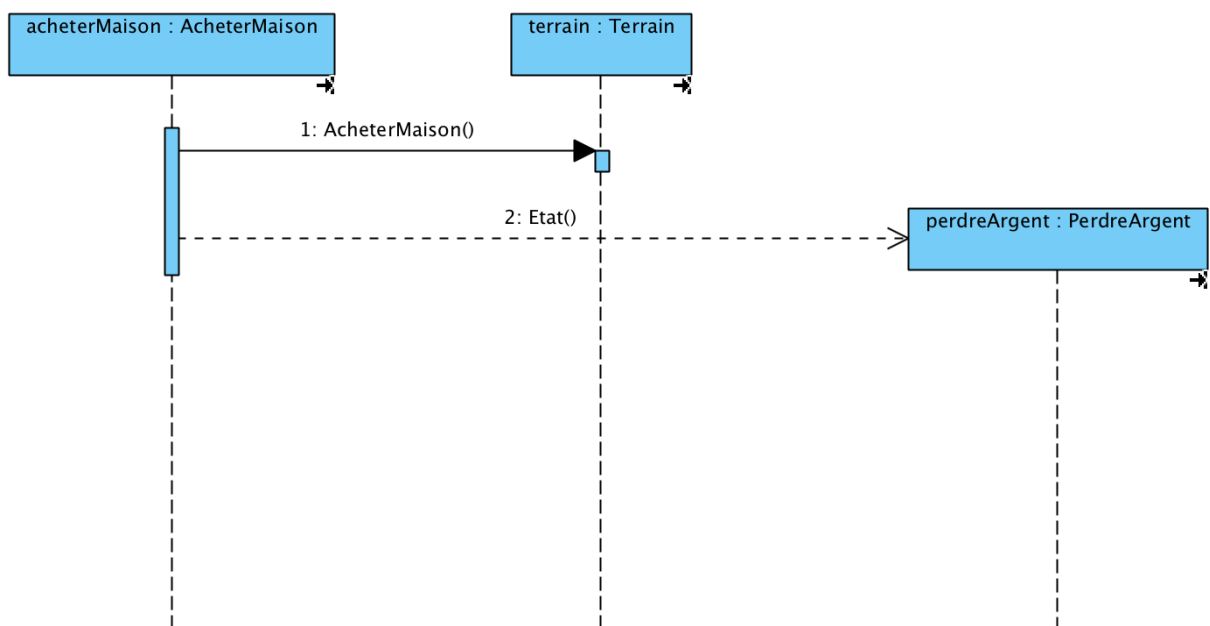 acheterMaison : AcheterMaison
terrain : Terrain
1: AcheterMaison()
2: Etat()
perdreArgent : PerdreArgent